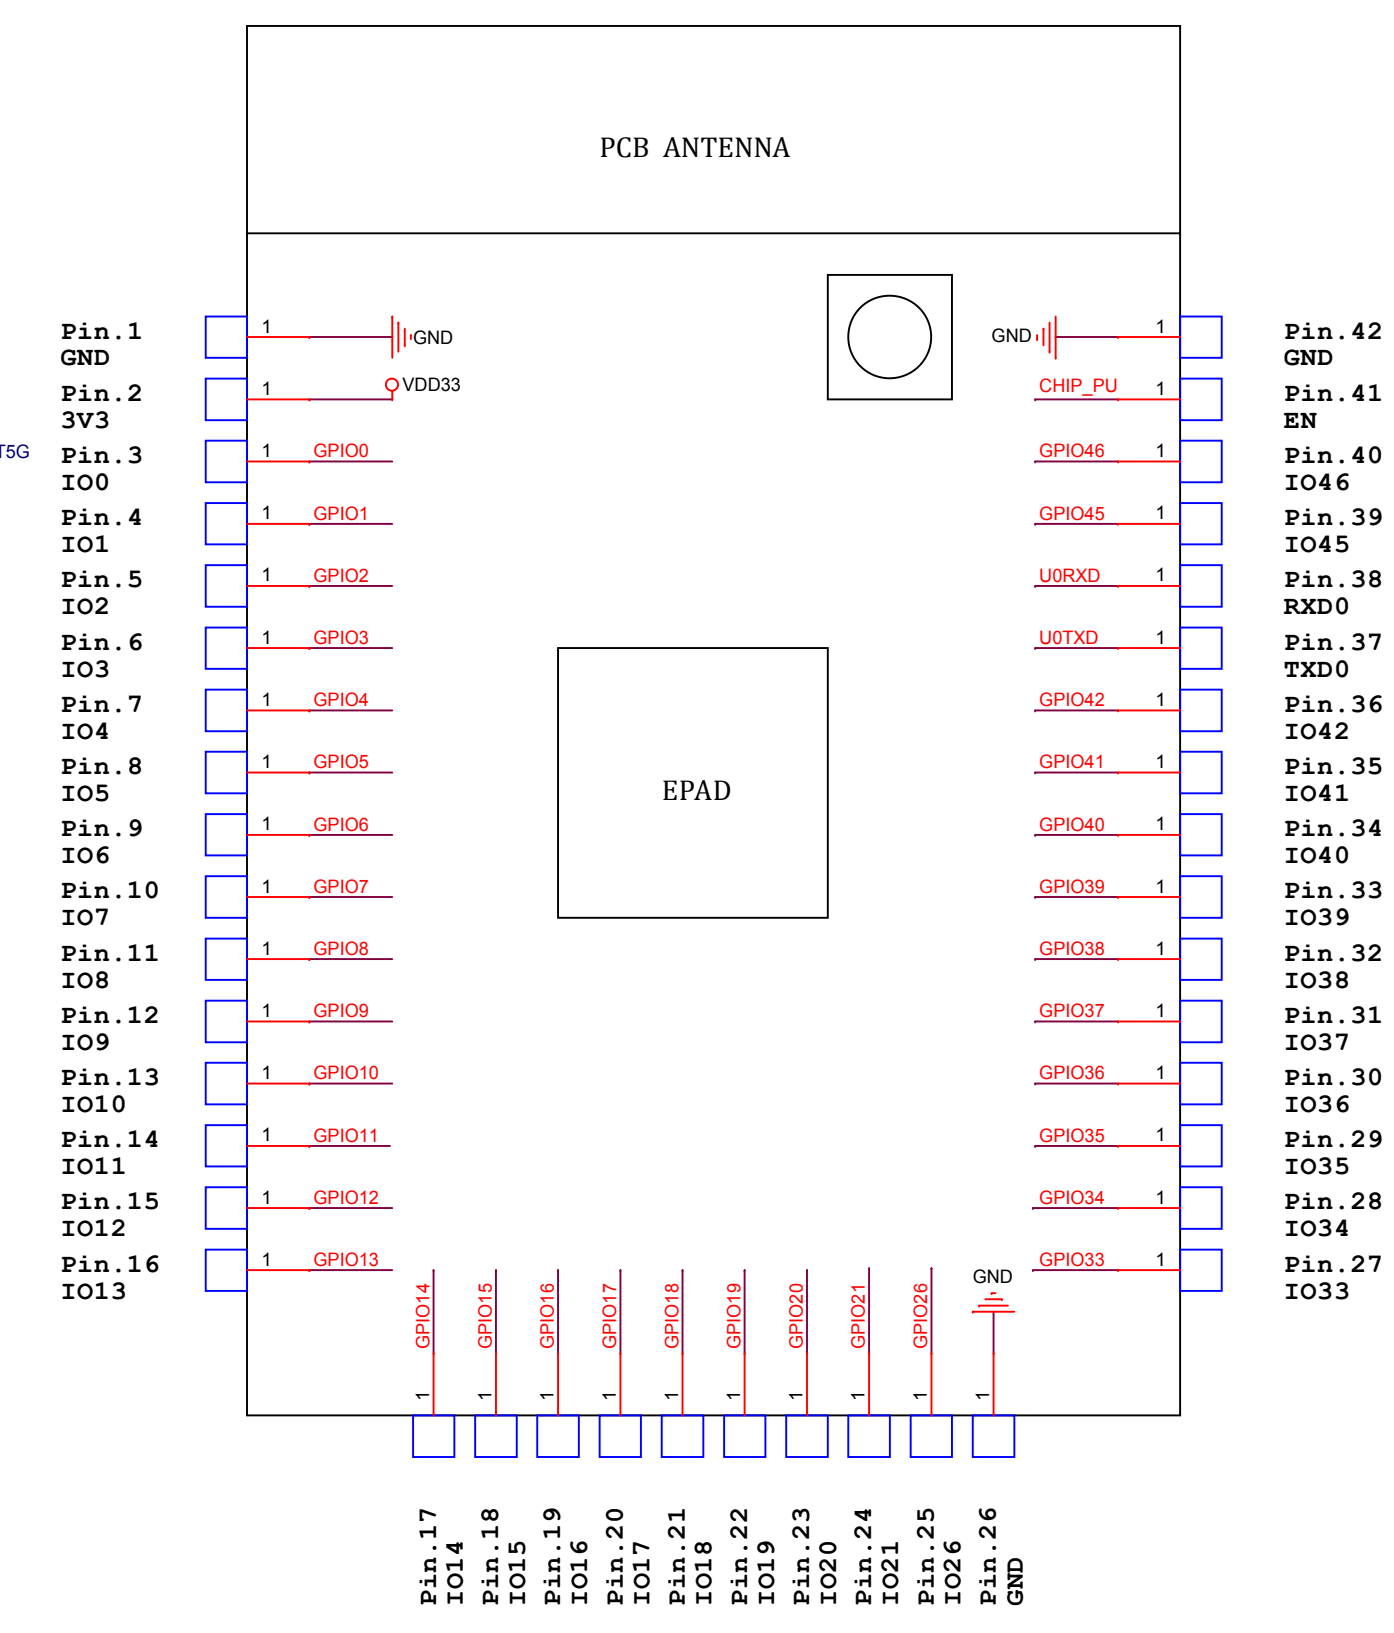 PCB ANTENNA
Pin.1
GND
1
GND
Pin.2
3V3
1
VDD33
T5G
Pin.3
IO0
1
GPIO0
Pin.4
IO1
1
GPIO1
Pin.5
IO2
1
GPIO2
Pin.6
IO3
1
GPIO3
Pin.7
IO4
1
GPIO4
Pin.8
IO5
1
GPIO5
Pin.9
IO6
1
GPIO6
Pin.10
IO7
1
GPIO7
Pin.11
IO8
1
GPIO8
Pin.12
IO9
1
GPIO9
Pin.13
IO10
1
GPIO10
Pin.14
IO11
1
GPIO11
Pin.15
IO12
1
GPIO12
Pin.16
IO13
1
GPIO13
EPAD
GND
1
Pin.42
GND
CHIP_PU
1
Pin.41
EN
GPIO46
1
Pin.40
IO46
GPIO45
1
Pin.39
IO45
U0RXD
1
Pin.38
RXD0
U0TXD
1
Pin.37
TXD0
GPIO42
1
Pin.36
IO42
GPIO41
1
Pin.35
IO41
GPIO40
1
Pin.34
IO40
GPIO39
1
Pin.33
IO39
GPIO38
1
Pin.32
IO38
GPIO37
1
Pin.31
IO37
GPIO36
1
Pin.30
IO36
GPIO35
1
Pin.29
IO35
GPIO34
1
Pin.28
IO34
GPIO33
1
Pin.27
IO33
GPIO14
1
Pin.17
IO14
GPIO15
1
Pin.18
IO15
GPIO16
1
Pin.19
IO16
GPIO17
1
Pin.20
IO17
GPIO18
1
Pin.21
IO18
GPIO19
1
Pin.22
IO19
GPIO20
1
Pin.23
IO20
GPIO21
1
Pin.24
IO21
GPIO26
1
Pin.25
IO26
GND
1
Pin.26
GND